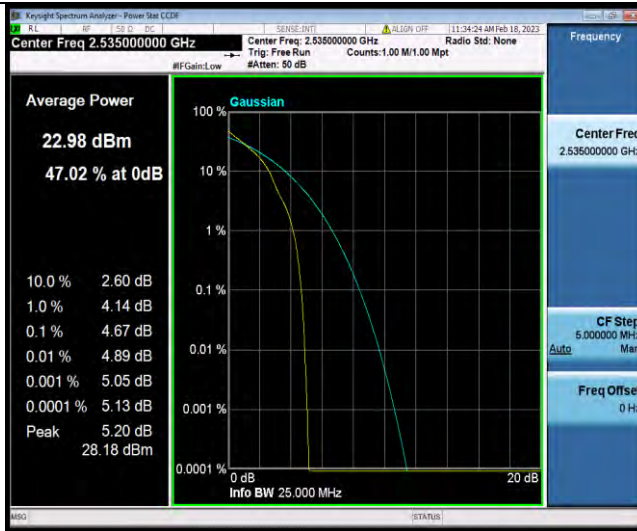 Keysight Spectrum Analyzer - Power Stat CCDF
RL RF 50 Ω DC SENSE:INT ALIGN OFF 11:34:24 AM Feb 18, 2023
Center Freq 2.535000000 GHz
Center Freq: 2.535000000 GHz Radio Std: None
Trig: Free Run Counts:1.00 M/1.00 Mpt
#IFGain:Low #Atten: 50 dB
Frequency
Average Power
22.98 dBm
47.02 % at 0dB
10.0 % 2.60 dB
1.0 % 4.14 dB
0.1 % 4.67 dB
0.01 % 4.89 dB
0.001 % 5.05 dB
0.0001 % 5.13 dB
Peak 5.20 dB
28.18 dBm
Gaussian
100 %
10 %
1 %
0.1 %
0.01 %
0.001 %
0.0001 %
0 dB 20 dB
Info BW 25.000 MHz
Center Freq
2.535000000 GHz
CF Step
5.000000 MHz
Auto Man
Freq Offset
0 Hz
MSG STATUS